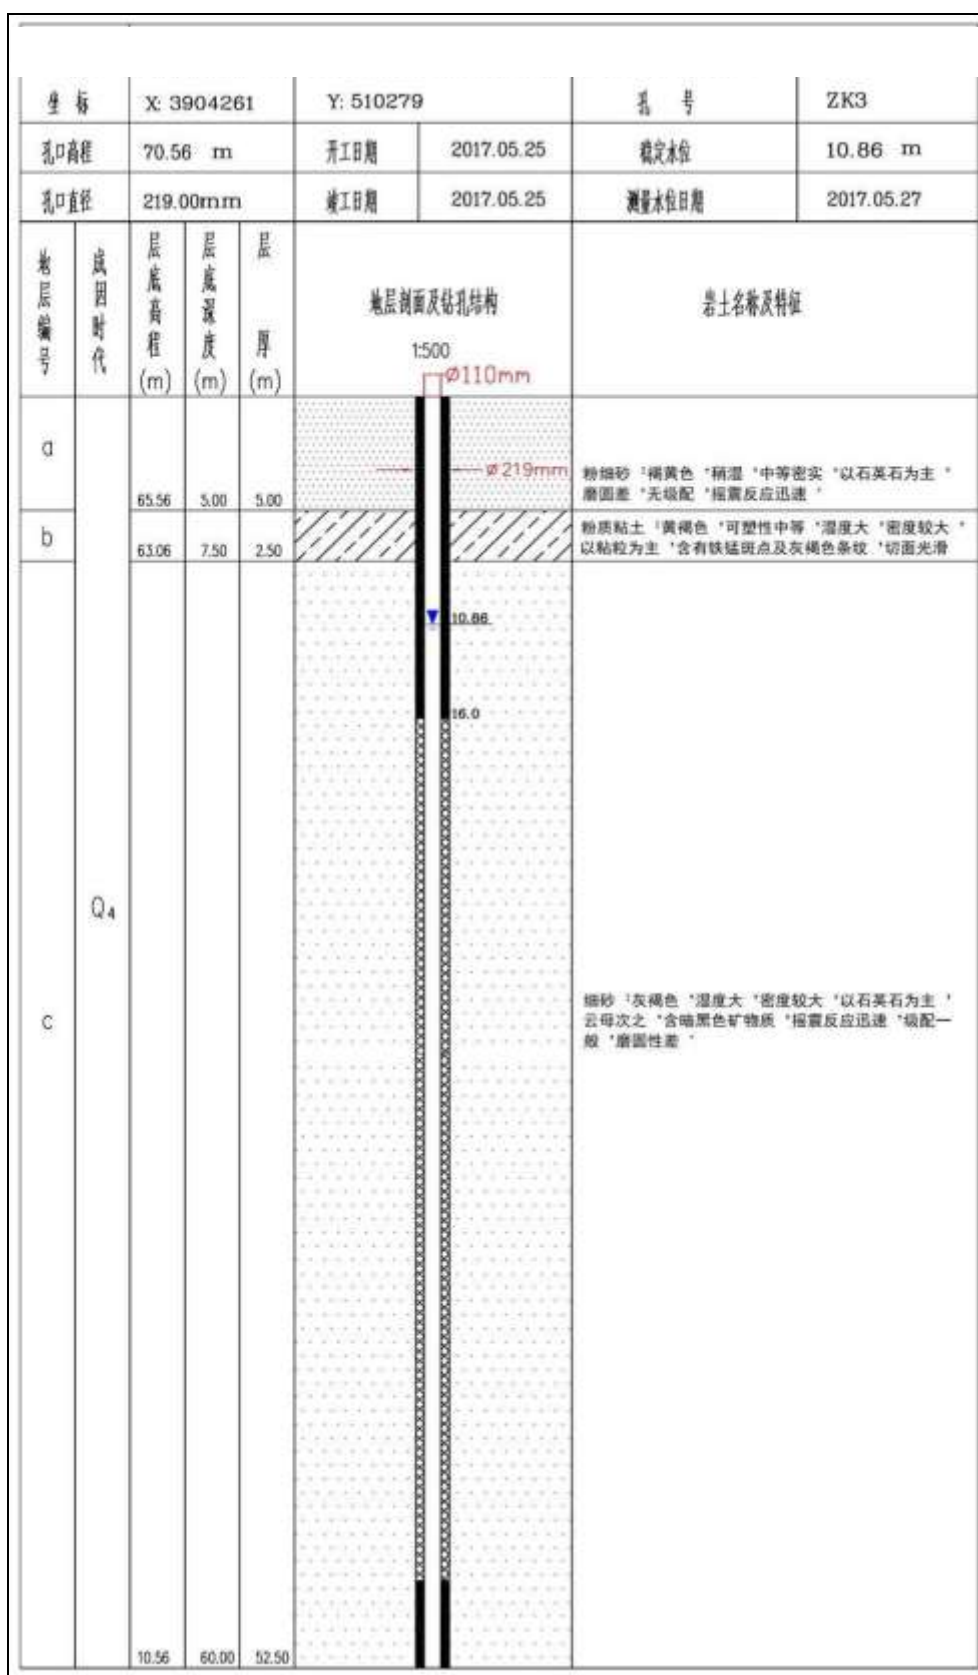 坐 标 X: 3904261 Y: 510279 孔 号 ZK3
孔口高程 70.56 m 开工日期 2017.05.25 稳定水位 10.86 m
孔口直径 219.00mm 竣工日期 2017.05.25 测量水位日期 2017.05.27
地层编号 成因时代 层底高程(m) 层底深度(m) 层厚(m) 地层剖面及钻孔结构 岩土名称及特征
1:500
Ø110mm
a
Ø219mm
粉细砂，褐黄色，稍湿，中等密实，以石英石为主，
磨圆差，无级配，摇震反应迅速。
65.56 5.00 5.00
b
粉质粘土，黄褐色，可塑性中等，湿度大，密度较大，
以粘粒为主，含有铁锰斑点及灰褐色条纹，切面光滑
63.06 7.50 2.50
10.86
16.0
Q4
c
细砂，灰褐色，湿度大，密度较大，以石英石为主，
云母次之，含暗黑色矿物质，摇震反应迅速，级配一
般，磨圆性差。
10.56 60.00 52.50